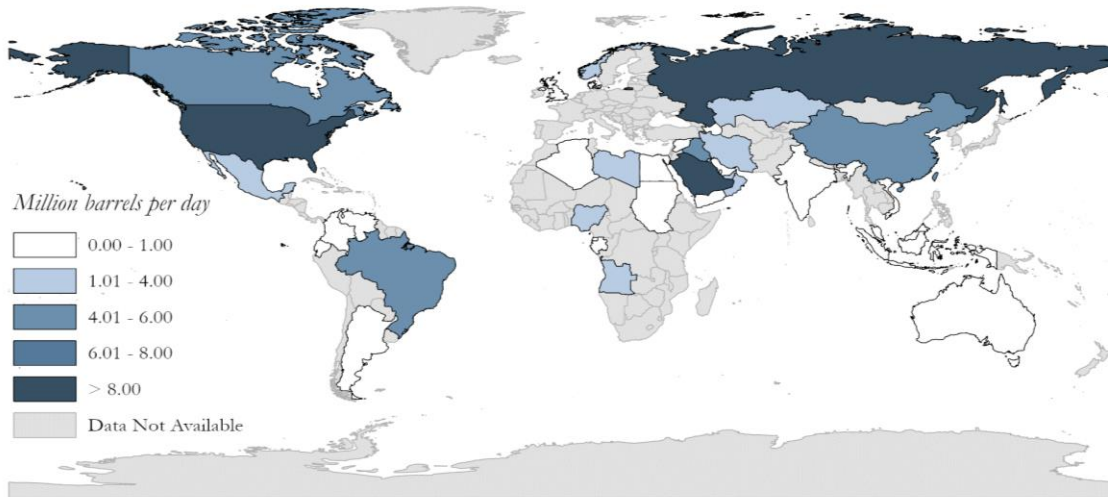 Million barrels per day
0.00 - 1.00
1.01 - 4.00
4.01 - 6.00
6.01 - 8.00
> 8.00
Data Not Available